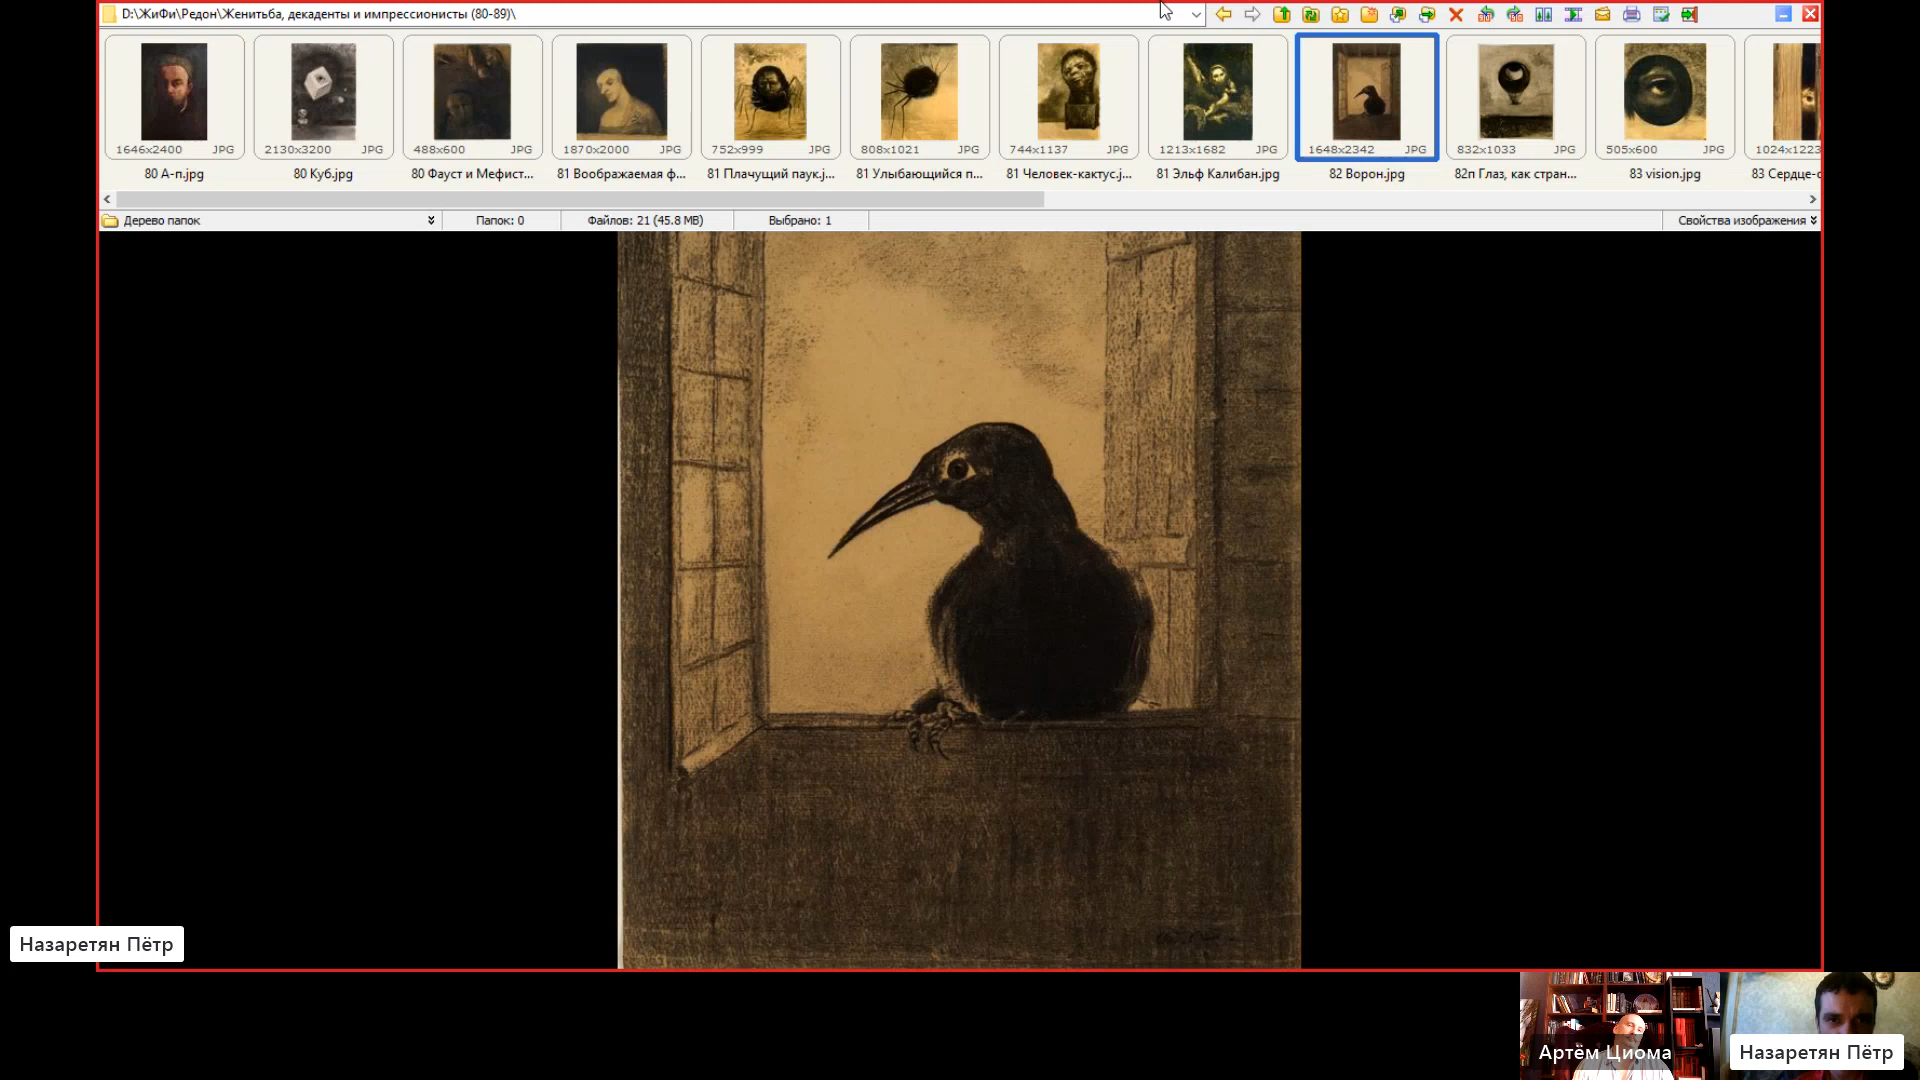 D:\ЖиФи\Редон\Женитьба, декаденты и импрессионисты (80-89)\
1646x2400 JPG
2130x3200 JPG
488x600 JPG
1870x2000 JPG
752x999 JPG
808x1021 JPG
744x1137 JPG
1213x1682 JPG
1648x2342 JPG
832x1033 JPG
505x600 JPG
1024x1223
80 А-п.jpg
80 Куб.jpg
80 Фауст и Мефист...
81 Воображаемая ф...
81 Плачущий паук.j...
81 Улыбающийся п...
81 Человек-кактус.j...
81 Эльф Калибан.jpg
82 Ворон.jpg
82п Глаз, как стран...
83 vision.jpg
83 Сердце-
Дерево папок
Папок: 0
Файлов: 21 (45.8 MB)
Выбрано: 1
Свойства изображения
Назаретян Пётр
Артём Циома
Назаретян Пётр